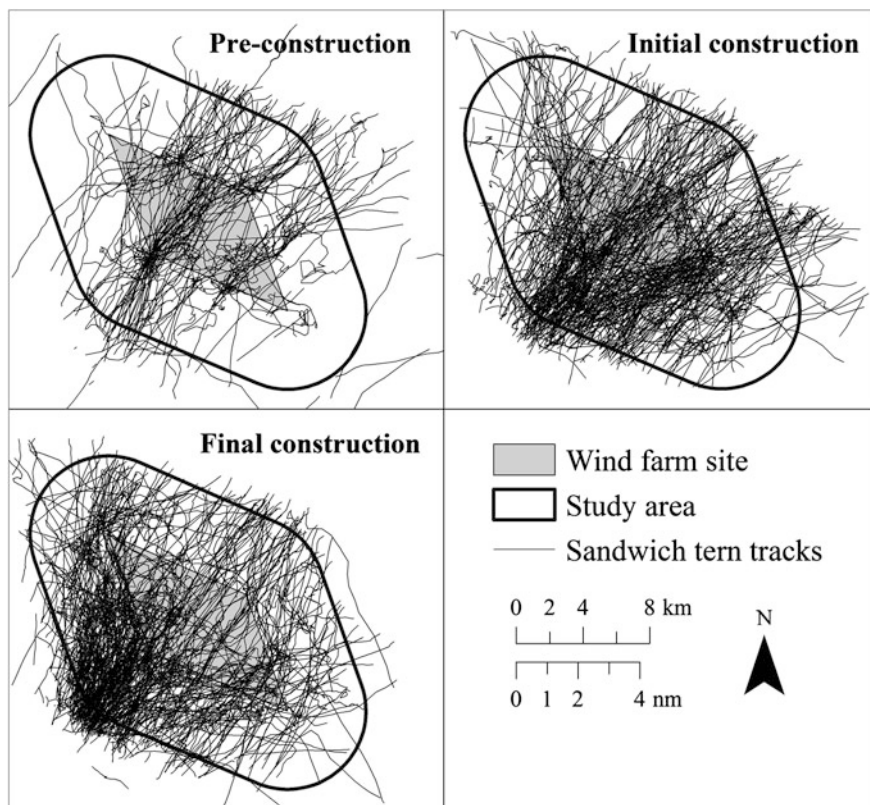 Pre-construction
Initial construction
Final construction
Wind farm site
Study area
Sandwich tern tracks
0 2 4 8 km
0 1 2 4 nm
N